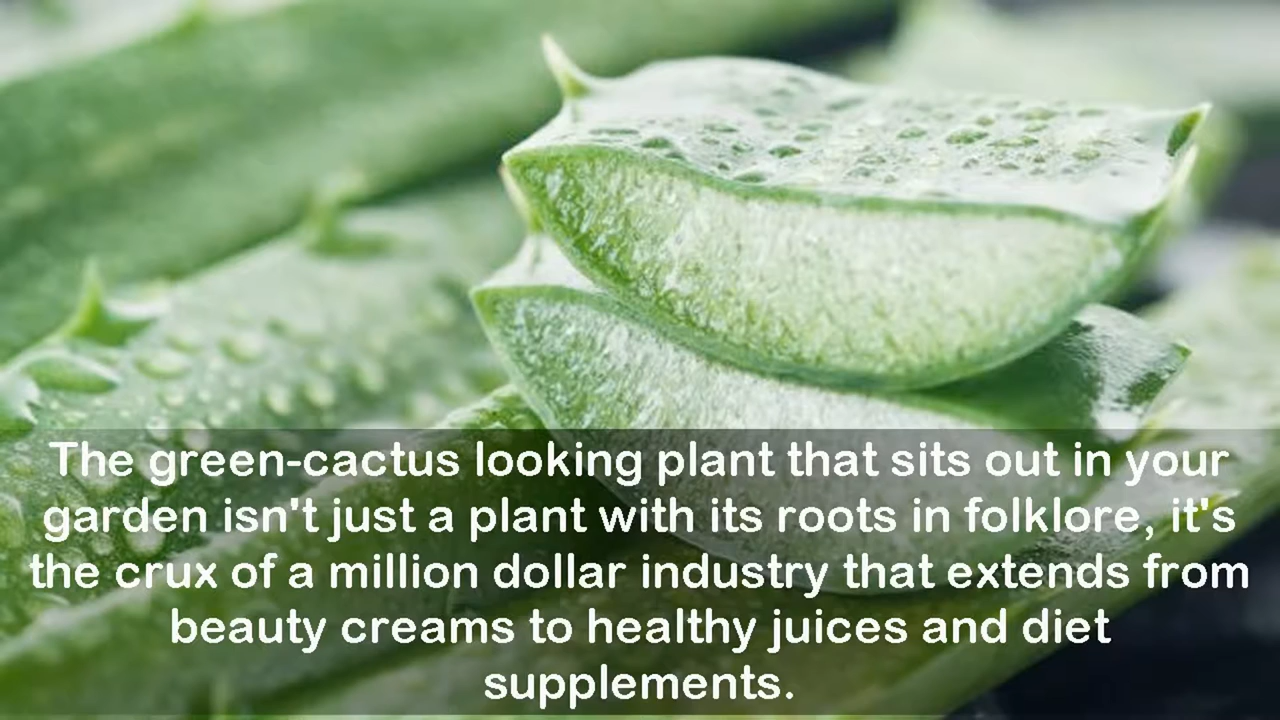 The green-cactus looking plant that sits out in your
garden isn't just a plant with its roots in folklore, it's
the crux of a million dollar industry that extends from
beauty creams to healthy juices and diet
supplements.